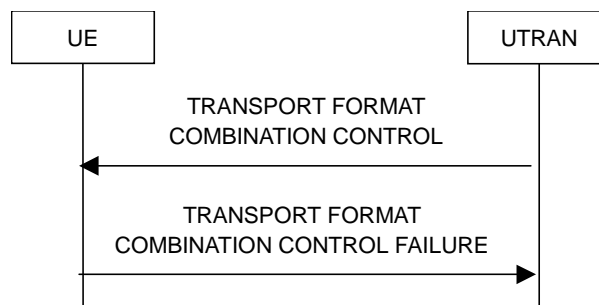 UE
UTRAN
TRANSPORT FORMAT
COMBINATION CONTROL
TRANSPORT FORMAT
COMBINATION CONTROL FAILURE